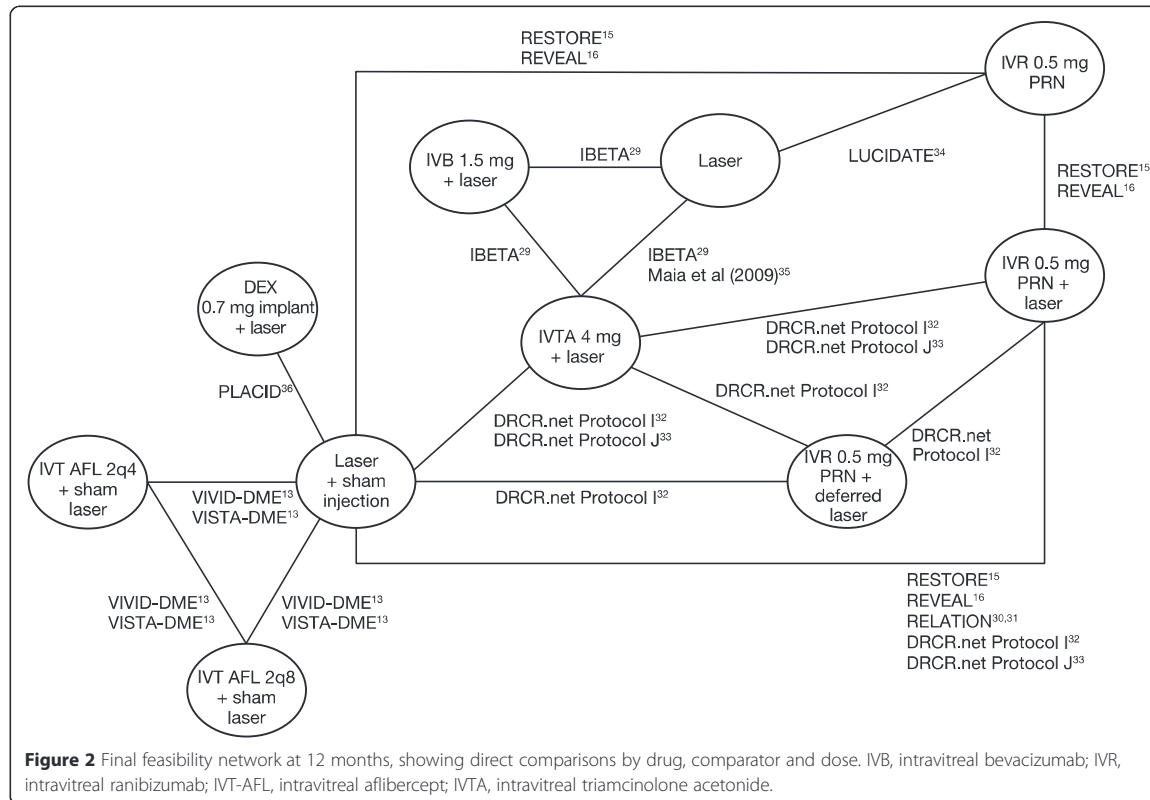 RESTORE¹⁵
REVEAL¹⁶
IVR 0.5 mg
PRN
IVB 1.5 mg
+ laser
IBETA²⁹
Laser
LUCIDATE³⁴
RESTORE¹⁵
REVEAL¹⁶
IBETA²⁹
IBETA²⁹
Maia et al (2009)³⁵
DEX
0.7 mg implant
+ laser
IVR 0.5 mg
PRN +
laser
IVTA 4 mg
+ laser
DRCR.net Protocol I³²
DRCR.net Protocol J³³
PLACID³⁶
DRCR.net Protocol I³²
DRCR.net Protocol I³²
DRCR.net Protocol J³³
DRCR.net
Protocol I³²
IVT AFL 2q4
+ sham
laser
VIVID-DME¹³
VISTA-DME¹³
Laser
+ sham
injection
DRCR.net Protocol I³²
IVR 0.5 mg
PRN +
deferred
laser
VIVID-DME¹³
VISTA-DME¹³
VIVID-DME¹³
VISTA-DME¹³
RESTORE¹⁵
REVEAL¹⁶
RELATION³⁰,³¹
DRCR.net Protocol I³²
DRCR.net Protocol J³³
IVT AFL 2q8
+ sham
laser
Figure 2 Final feasibility network at 12 months, showing direct comparisons by drug, comparator and dose. IVB, intravitreal bevacizumab; IVR,
intravitreal ranibizumab; IVT-AFL, intravitreal aflibercept; IVTA, intravitreal triamcinolone acetonide.